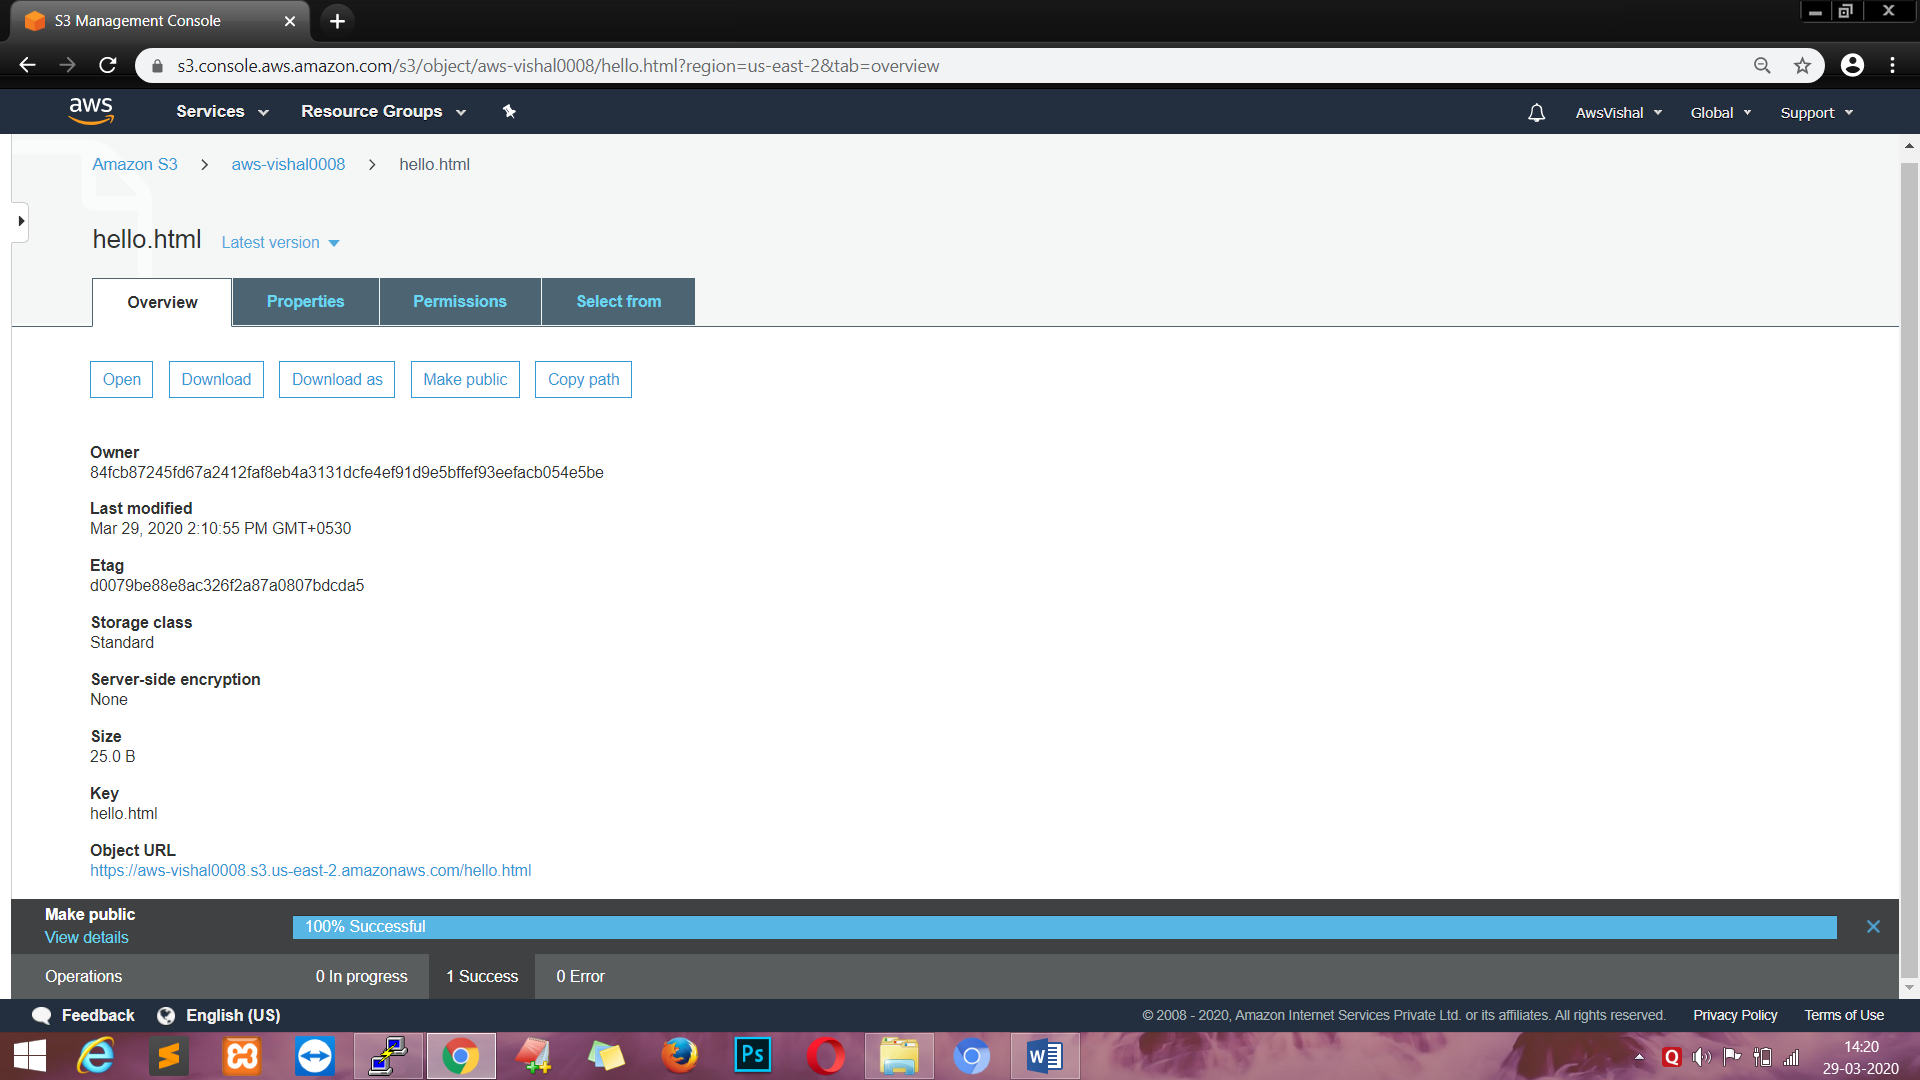 S3 Management Console
s3.console.aws.amazon.com/s3/object/aws-vishal0008/hello.html?region=us-east-2&tab=overview
aws Services Resource Groups AwsVishal Global Support
Amazon S3 > aws-vishal0008 > hello.html
hello.html Latest version
Overview Properties Permissions Select from
Open Download Download as Make public Copy path
Owner
84fcb87245fd67a2412faf8eb4a3131dcfe4ef91d9e5bffef93eefacb054e5be
Last modified
Mar 29, 2020 2:10:55 PM GMT+0530
Etag
d0079be88e8ac326f2a87a0807bdcda5
Storage class
Standard
Server-side encryption
None
Size
25.0 B
Key
hello.html
Object URL
https://aws-vishal0008.s3.us-east-2.amazonaws.com/hello.html
Make public
100% Successful
View details
Operations 0 In progress 1 Success 0 Error
Feedback English (US) © 2008 - 2020, Amazon Internet Services Private Ltd. or its affiliates. All rights reserved. Privacy Policy Terms of Use
Ps
Q
14:20
29-03-2020